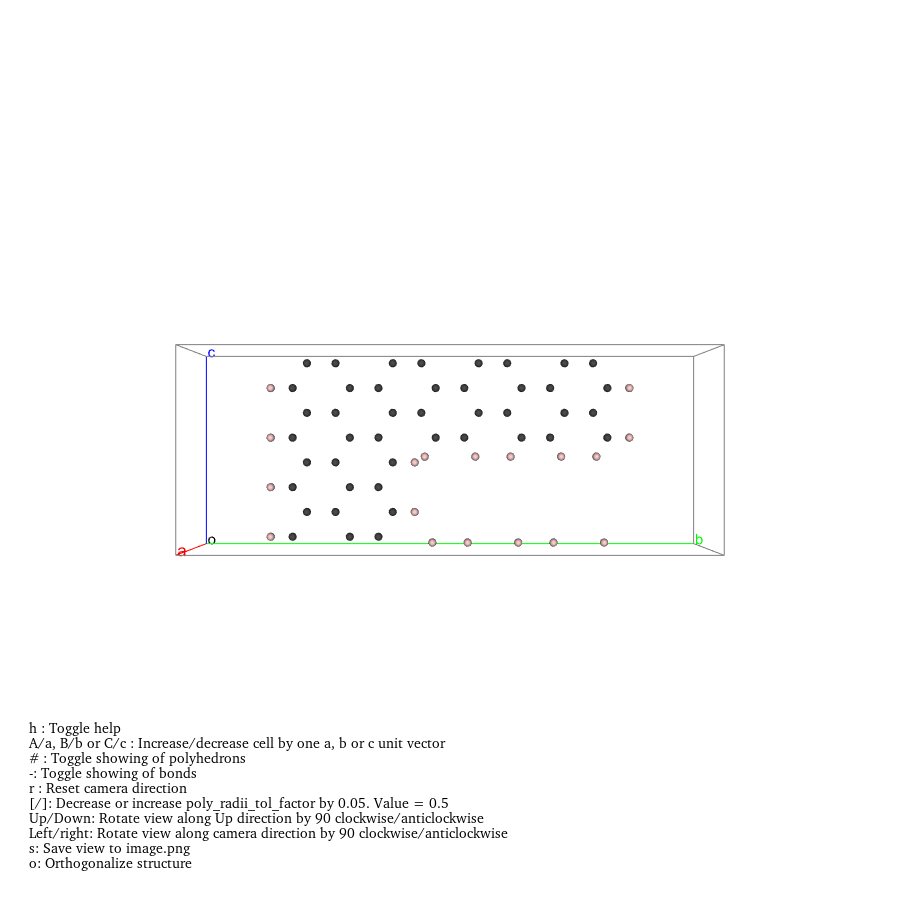 c
o
a
b
h : Toggle help
A/a, B/b or C/c : Increase/decrease cell by one a, b or c unit vector
# : Toggle showing of polyhedrons
-: Toggle showing of bonds
r : Reset camera direction
[/]: Decrease or increase poly_radii_tol_factor by 0.05. Value = 0.5
Up/Down: Rotate view along Up direction by 90 clockwise/anticlockwise
Left/right: Rotate view along camera direction by 90 clockwise/anticlockwise
s: Save view to image.png
o: Orthogonalize structure